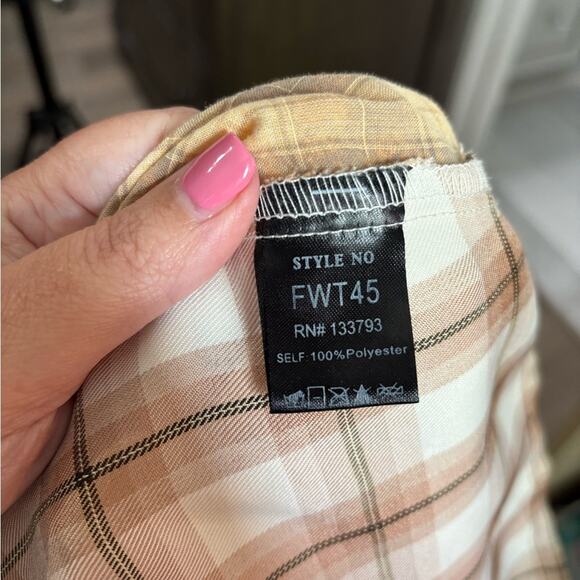 STYLE NO
FWT45
RN# 133793
SELF: 100%Polyester